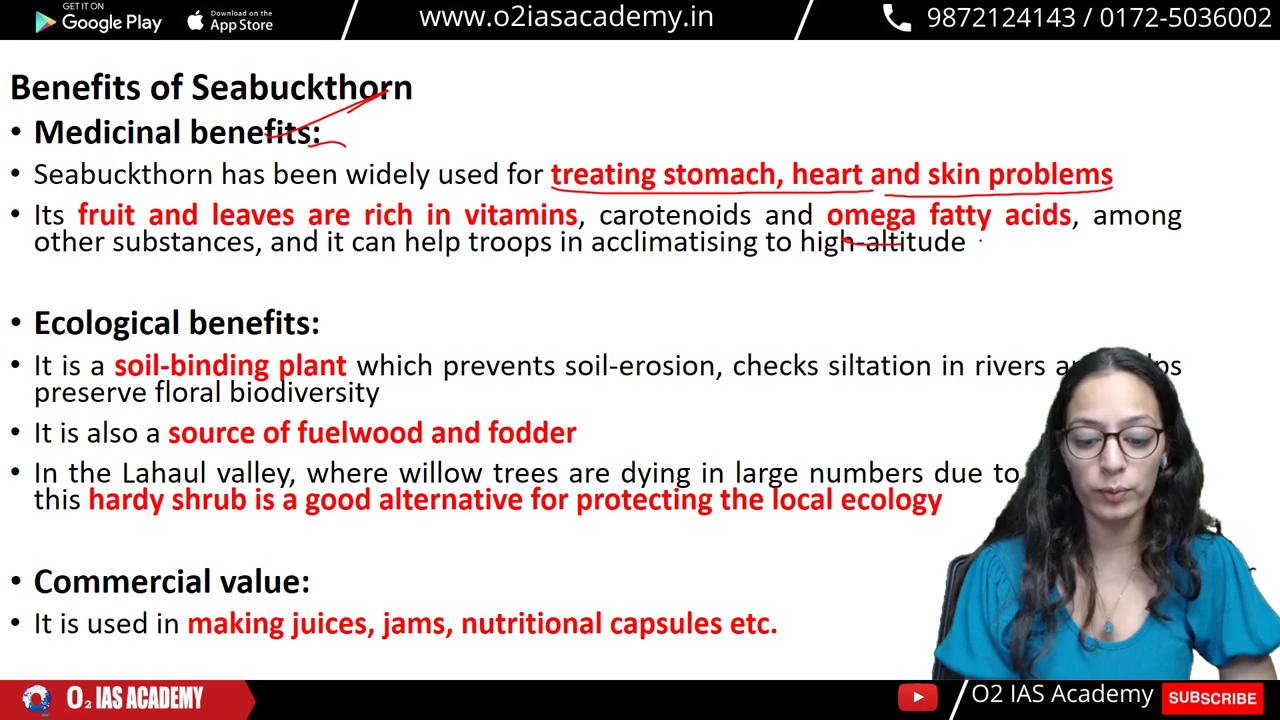 GET IT ON
Google Play
Download on the
App Store
www.o2iasacademy.in
9872124143 / 0172-5036002
Benefits of Seabuckthorn
• Medicinal benefits:
• Seabuckthorn has been widely used for treating stomach, heart and skin problems
• Its fruit and leaves are rich in vitamins, carotenoids and omega fatty acids, among
other substances, and it can help troops in acclimatising to high-altitude
• Ecological benefits:
• It is a soil-binding plant which prevents soil-erosion, checks siltation in rivers
preserve floral biodiversity
• It is also a source of fuelwood and fodder
• In the Lahaul valley, where willow trees are dying in large numbers due to
this hardy shrub is a good alternative for protecting the local ecology
• Commercial value:
• It is used in making juices, jams, nutritional capsules etc.
O2 IAS ACADEMY
O2 IAS Academy
SUBSCRIBE